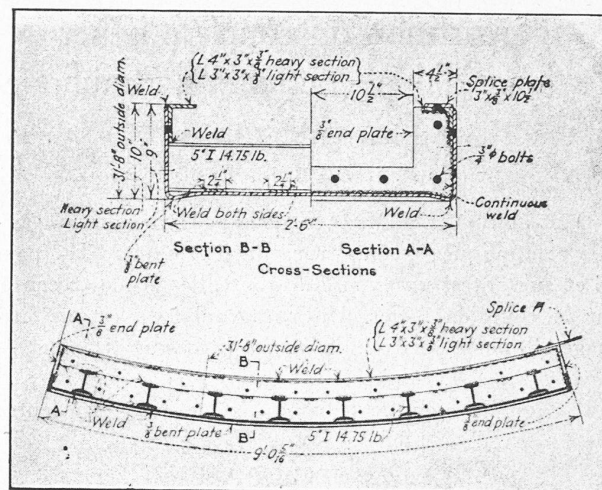 L 4"x 3"x 3/8" heavy section
L 3"x 3"x 3/8" light section
4 1/2"
Weld
10 1/2"
Splice plate
3"x 3/8"x 10 1/2"
3/8" end plate
Weld
31'-8" outside diam.
10"
9"
5" I 14.75 lb.
3/4" ϕ bolts
2 1/4"
2 1/4"
Heavy section
Light section
Weld both sides
Weld
Continuous
weld
2'-6"
3/8" bent
plate
Section B-B
Section A-A
Cross-Sections
A
3/8"
end plate
31'-8" outside diam.
B
Weld
L 4"x 3"x 3/8" heavy section
L 3"x 3"x 3/8" light section
Splice
A
Weld
3/8" bent plate
B
5" I 14.75 lb.
3/8" end plate
9'-0 5/16"